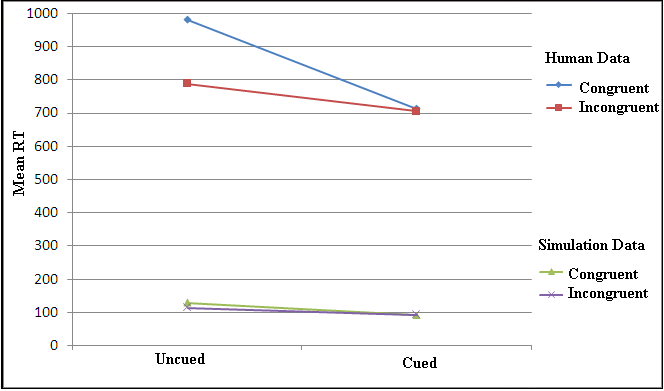 1000
900
800
700
600
500
400
300
200
100
0
Mean RT
Uncued
Cued
Human Data
Congruent
Incongruent
Simulation Data
Congruent
Incongruent